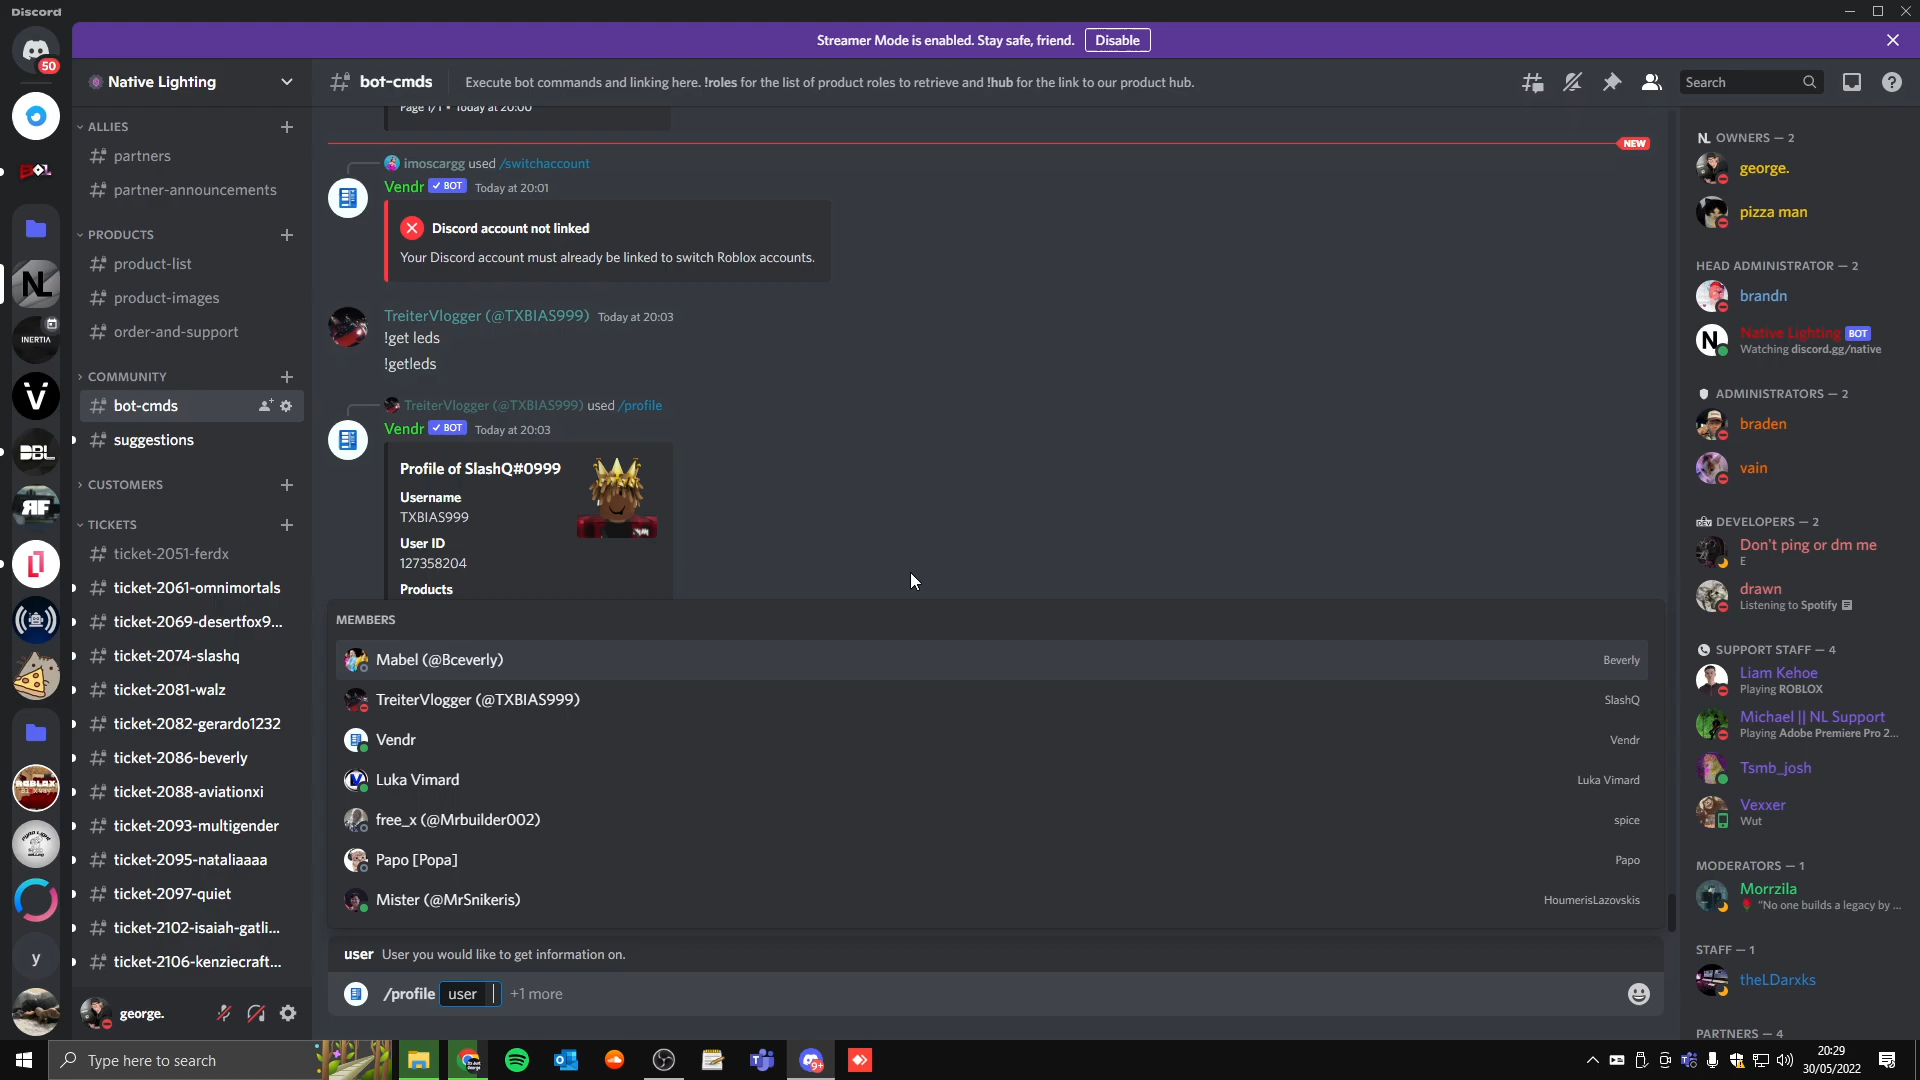 Discord
Streamer Mode is enabled. Stay safe, friend. Disable
50
Native Lighting
bot-cmds
Execute bot commands and linking here. !roles for the list of product roles to retrieve and !hub for the link to our product hub.
Search
ALLIES
partners
partner-announcements
PRODUCTS
product-list
product-images
order-and-support
COMMUNITY
bot-cmds
suggestions
CUSTOMERS
TICKETS
ticket-2051-ferdx
ticket-2061-omnimortals
ticket-2069-desertfox9...
ticket-2074-slashq
ticket-2081-walz
ticket-2082-gerardo1232
ticket-2086-beverly
ticket-2088-aviationxi
ticket-2093-multigender
ticket-2095-nataliaaaa
ticket-2097-quiet
ticket-2102-isaiah-gatli...
ticket-2106-kenziecraft...
george.
NL
INERTIA
V
DBL
RF
y
Page 1/1 • Today at 20:00
NEW
imoscargg used /switchaccount
Vendr BOT Today at 20:01
Discord account not linked
Your Discord account must already be linked to switch Roblox accounts.
TreiterVlogger (@TXBIAS999) Today at 20:03
!get leds
!getleds
TreiterVlogger (@TXBIAS999) used /profile
Vendr BOT Today at 20:03
Profile of SlashQ#0999
Username
TXBIAS999
User ID
127358204
Products
MEMBERS
Mabel (@Bceverly) Beverly
TreiterVlogger (@TXBIAS999) SlashQ
Vendr Vendr
Luka Vimard Luka Vimard
free_x (@Mrbuilder002) spice
Papo [Popa] Papo
Mister (@MrSnikeris) HoumerisLazovskis
user User you would like to get information on.
/profile user +1 more
OWNERS — 2
george.
pizza man
HEAD ADMINISTRATOR — 2
brandn
Native Lighting BOT
Watching discord.gg/native
ADMINISTRATORS — 2
braden
vain
DEVELOPERS — 2
Don't ping or dm me
E
drawn
Listening to Spotify
SUPPORT STAFF — 4
Liam Kehoe
Playing ROBLOX
Michael || NL Support
Playing Adobe Premiere Pro 2...
Tsmb_josh
Vexxer
Wut
MODERATORS — 1
Morrzila
"No one builds a legacy by ...
STAFF — 1
theLDarxks
PARTNERS — 4
Type here to search
9+
20:29
30/05/2022